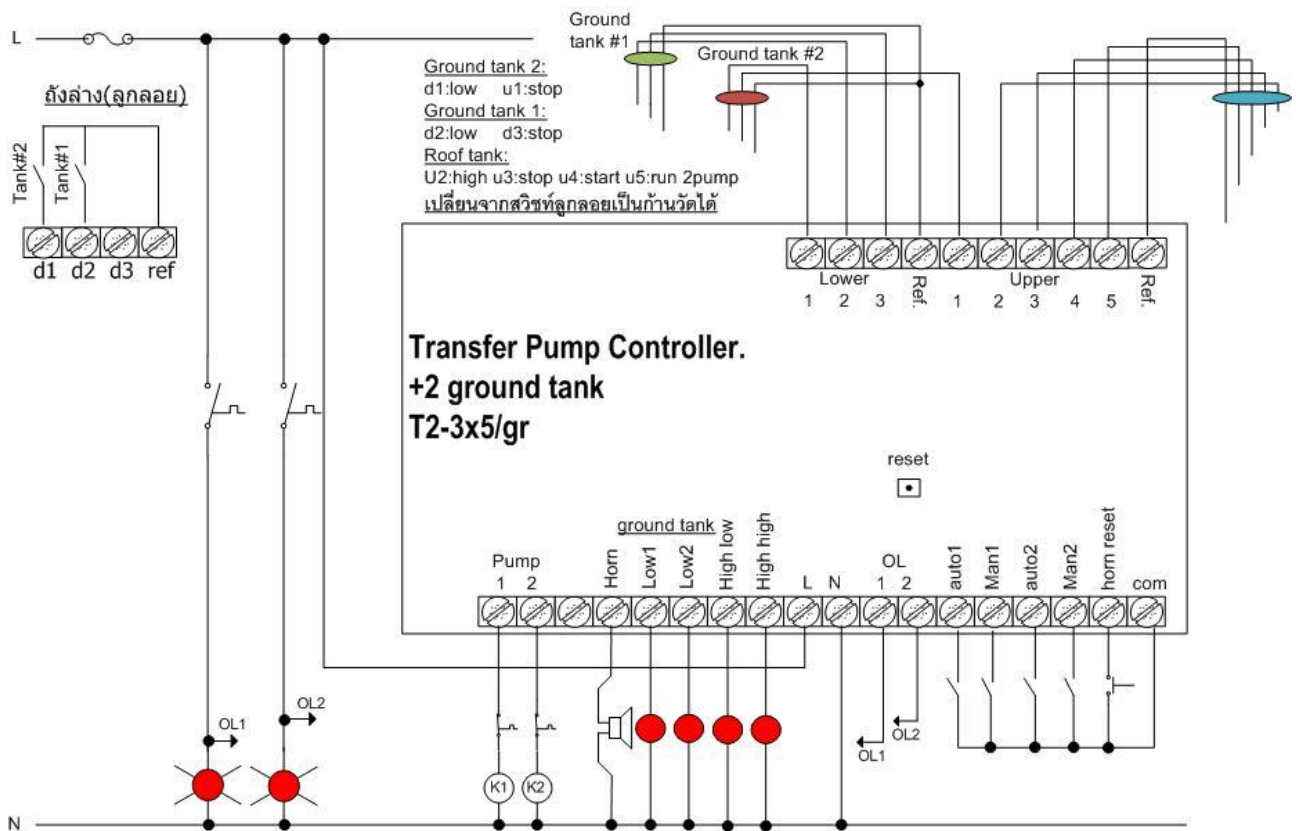 L
Ground
tank #1
Ground tank #2
ถังล่าง(ลูกลอย)
Tank#2
Tank#1
d1 d2 d3 ref
Ground tank 2:
d1:low u1:stop
Ground tank 1:
d2:low d3:stop
Roof tank:
U2:high u3:stop u4:start u5:run 2pump
เปลี่ยนจากสวิชท์ลูกลอยเป็นก้านวัดได้
Lower Upper
1 2 3 Ref. 1 2 3 4 5 Ref.
Transfer Pump Controller.
+2 ground tank
T2-3x5/gr
reset
ground tank
Pump
1 2
Horn
Low1
Low2
High low
High high
L N
OL
1 2
auto1
Man1
auto2
Man2
horn reset
com
OL1
OL2
K1
K2
OL1
OL2
N